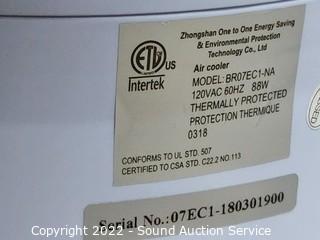 Zhongshan One to One Energy Saving
& Environmental Protection
Technology Co., Ltd
ETL
US
Intertek
Air cooler
MODEL: BR07EC1-NA
120VAC 60HZ 88W
THERMALLY PROTECTED
PROTECTION THERMIQUE
0318
CONFORMS TO UL STD. 507
CERTIFIED TO CSA STD. C22.2 NO.113
Serial No.:07EC1-180301900
Copyright 2022 - Sound Auction Service